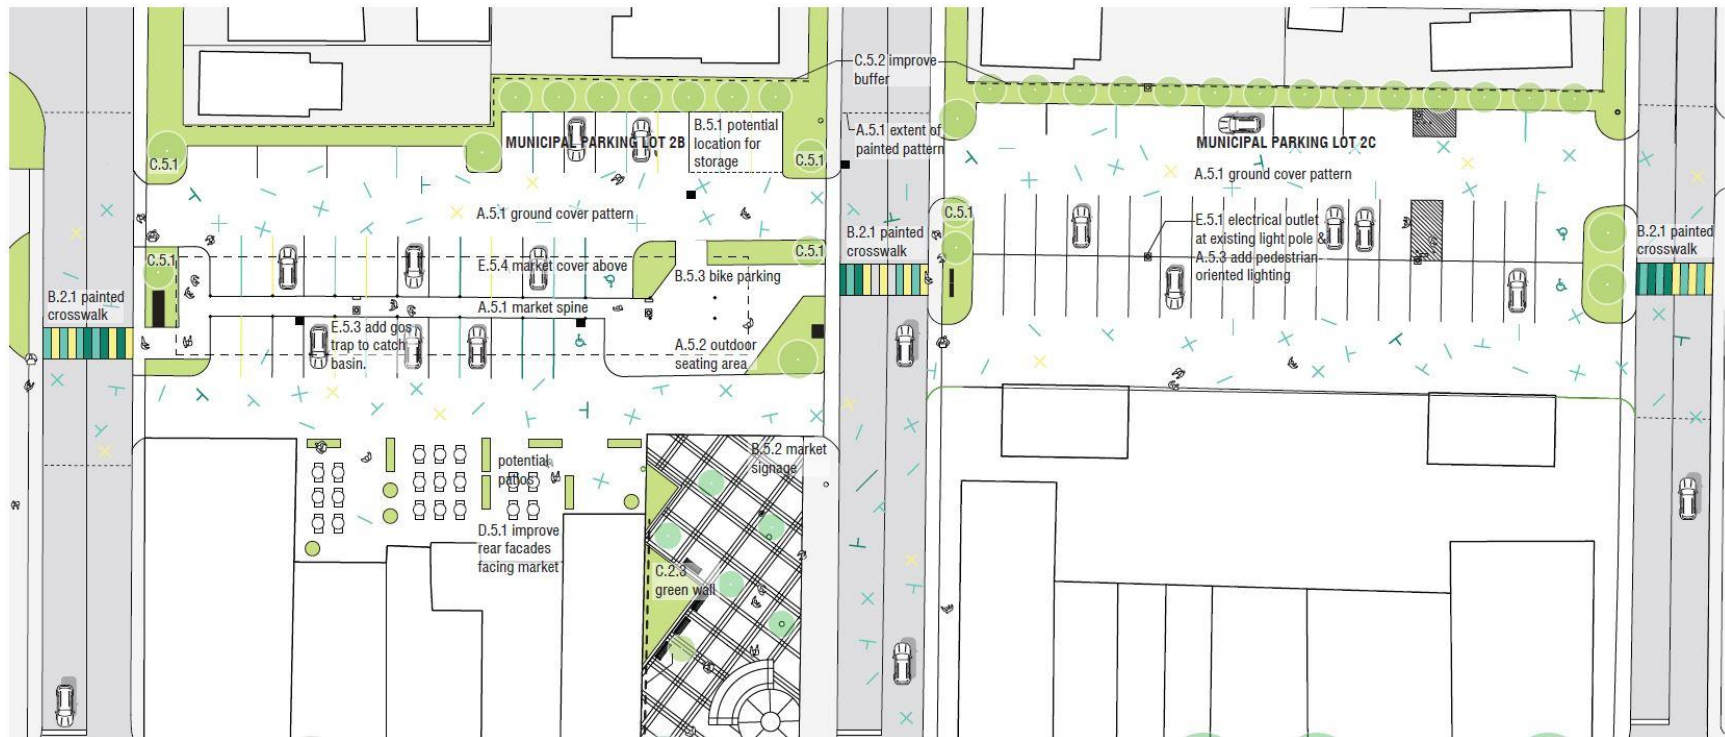 C.5.2 improve
buffer
A.5.1 extent of
painted pattern
C.5.1
MUNICIPAL PARKING LOT 2B
B.5.1 potential
location for
storage
C.5.1
MUNICIPAL PARKING LOT 2C
A.5.1 ground cover pattern
A.5.1 ground cover pattern
C.5.1
C.5.1
E.5.4 market cover above
C.5.1
B.5.3 bike parking
B.2.1 painted
crosswalk
E.5.1 electrical outlet
at existing light pole &
A.5.3 add pedestrian-
oriented lighting
B.2.1 painted
crosswalk
B.2.1 painted
crosswalk
A.5.1 market spine
E.5.3 add gos
trap to catch
basin.
A.5.2 outdoor
seating area
potential
patios
B.5.2 market
signage
D.5.1 improve
rear facades
facing market
C.2.3
green wall